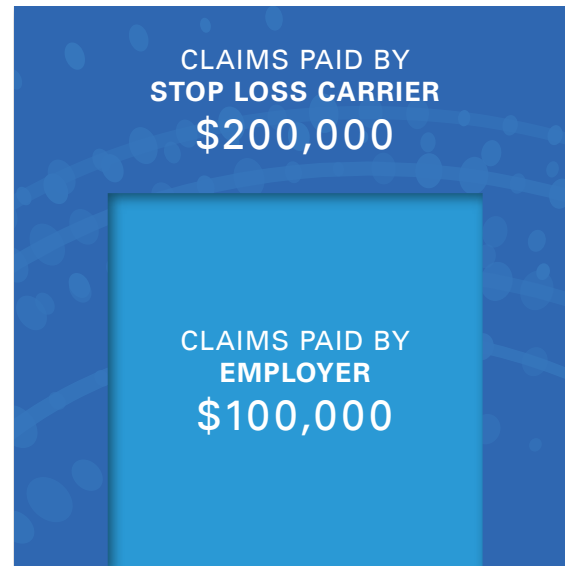 CLAIMS PAID BY
STOP LOSS CARRIER
$200,000
CLAIMS PAID BY
EMPLOYER
$100,000